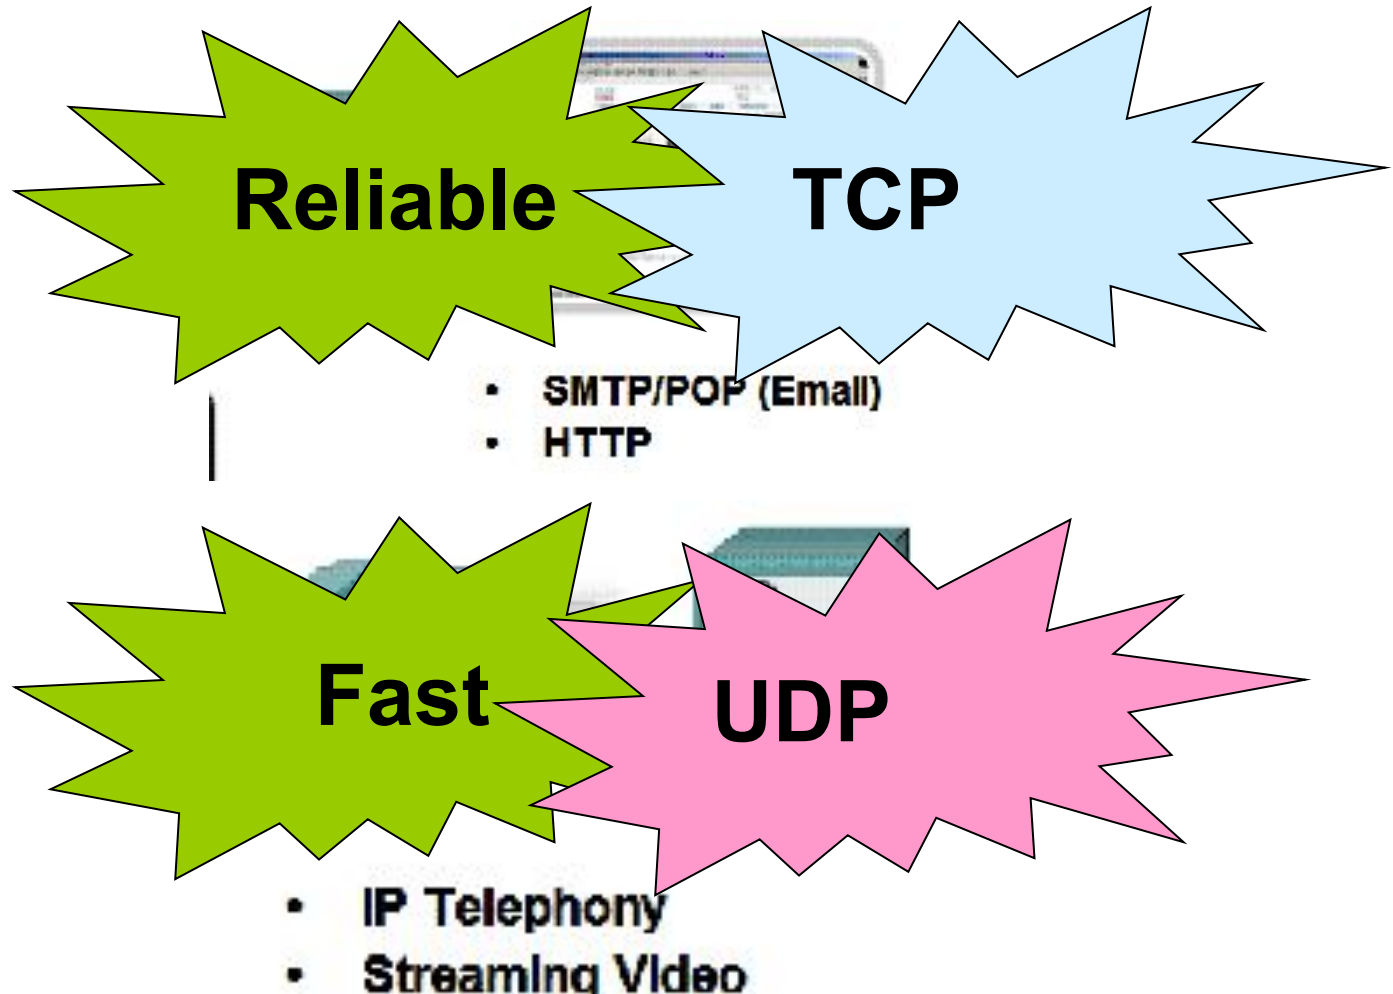 Reliable
TCP
• SMTP/POP (Email)
• HTTP
Fast
UDP
• IP Telephony
• Streaming Video